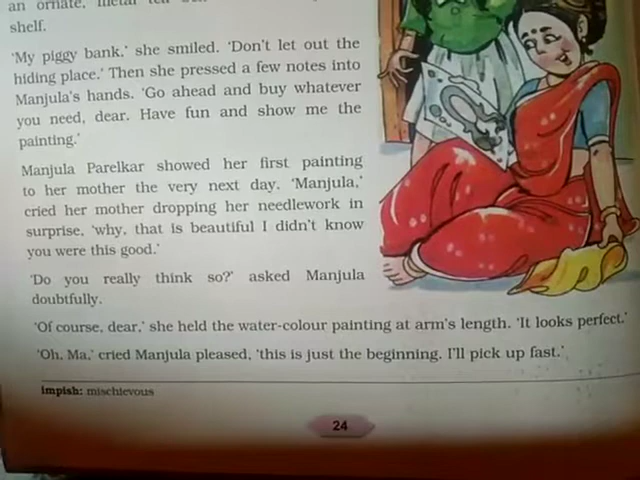 an ornate, metal
shelf.
'My piggy bank,' she smiled. 'Don't let out the
hiding place.' Then she pressed a few notes into
Manjula's hands. 'Go ahead and buy whatever
you need, dear. Have fun and show me the
painting.'
Manjula Parelkar showed her first painting
to her mother the very next day. 'Manjula,'
cried her mother dropping her needlework in
surprise, 'why, that is beautiful I didn't know
you were this good.'
'Do you really think so?' asked Manjula
doubtfully.
'Of course, dear,' she held the water-colour painting at arm's length. 'It looks perfect.'
'Oh, Ma,' cried Manjula pleased, 'this is just the beginning. I'll pick up fast.'
impish: mischievous
24